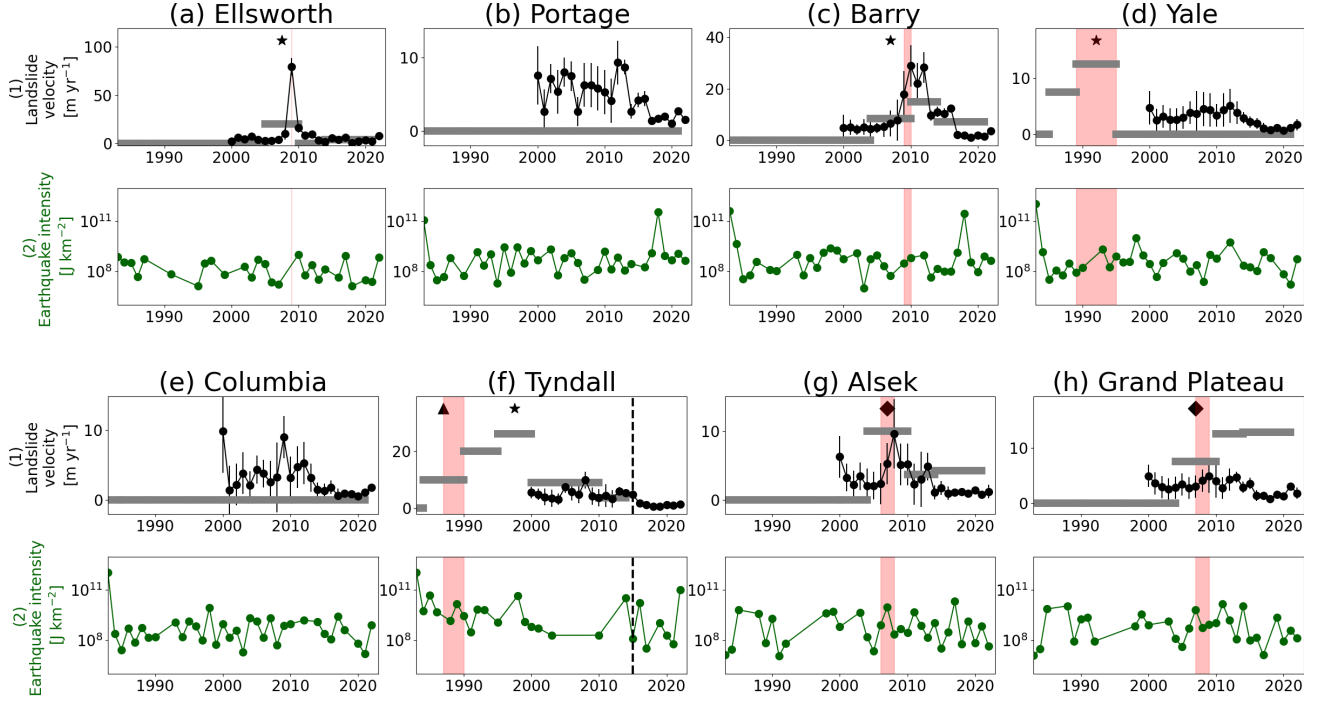 (a) Ellsworth
(b) Portage
(c) Barry
(d) Yale
(1)
Landslide
velocity
[m yr⁻¹]
100
50
0
10
0
40
20
0
10
0
1990 2000 2010 2020
1990 2000 2010 2020
1990 2000 2010 2020
1990 2000 2010 2020
(2)
Earthquake intensity
[J km⁻²]
10¹¹
10⁸
10¹¹
10⁸
10¹¹
10⁸
10¹¹
10⁸
1990 2000 2010 2020
1990 2000 2010 2020
1990 2000 2010 2020
1990 2000 2010 2020
(e) Columbia
(f) Tyndall
(g) Alsek
(h) Grand Plateau
(1)
Landslide
velocity
[m yr⁻¹]
10
0
20
0
10
0
10
0
1990 2000 2010 2020
1990 2000 2010 2020
1990 2000 2010 2020
1990 2000 2010 2020
(2)
Earthquake intensity
[J km⁻²]
10¹¹
10⁸
10¹¹
10⁸
10¹¹
10⁸
10¹¹
10⁸
1990 2000 2010 2020
1990 2000 2010 2020
1990 2000 2010 2020
1990 2000 2010 2020